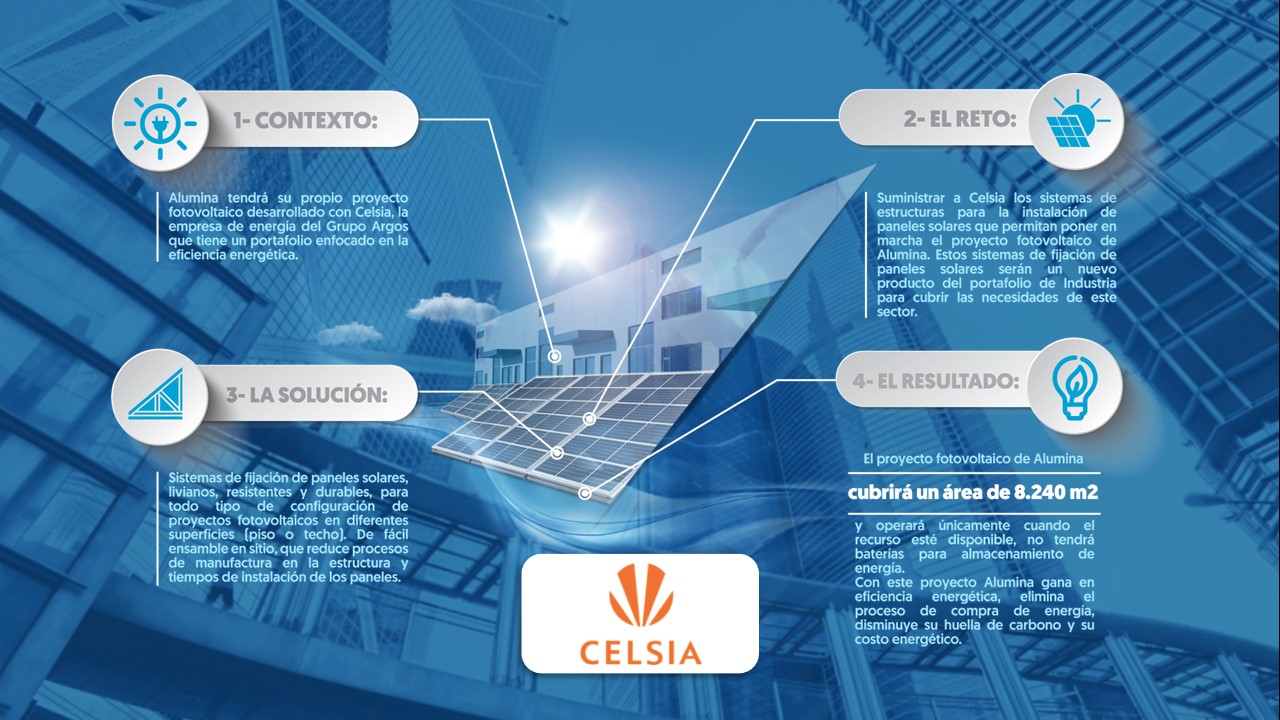 1- CONTEXTO:
Alumina tendrá su propio proyecto
fotovoltaico desarrollado con Celsia, la
empresa de energía del Grupo Argos
que tiene un portafolio enfocado en la
eficiencia energética.
2- EL RETO:
Suministrar a Celsia los sistemas de
estructuras para la instalación de
paneles solares que permitan poner en
marcha el proyecto fotovoltaico de
Alumina. Estos sistemas de fijación de
paneles solares serán un nuevo
producto del portafolio de Industria
para cubrir las necesidades de este
sector.
3- LA SOLUCIÓN:
Sistemas de fijación de paneles solares,
livianos, resistentes y durables, para
todo tipo de configuración de
proyectos fotovoltaicos en diferentes
superficies [piso o techo]. De fácil
ensamble en sitio, que reduce procesos
de manufactura en la estructura y
tiempos de instalación de los paneles.
4- EL RESULTADO:
El proyecto fotovoltaico de Alumina
cubrirá un área de 8.240 m2
y operará únicamente cuando el
recurso esté disponible, no tendrá
baterías para almacenamiento de
energía.
Con este proyecto Alumina gana en
eficiencia energética, elimina el
proceso de compra de energía,
disminuye su huella de carbono y su
costo energético.
CELSIA